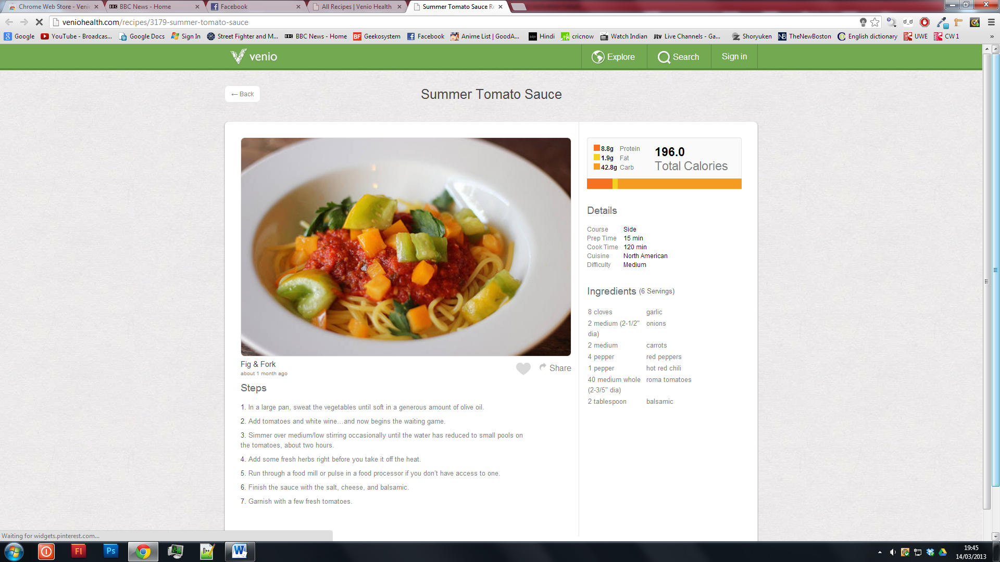 Chrome Web Store - Venio
BBC News - Home
Facebook
All Recipes | Venio Health
Summer Tomato Sauce Re
veniohealth.com/recipes/3179-summer-tomato-sauce
Google
YouTube - Broadcas...
Google Docs
Sign In
Street Fighter and M...
BBC News - Home
Geekosystem
Facebook
Anime List | GoodA...
Hindi
cricnow
Watch Indian
Live Channels - Ga...
Shoryuken
TheNewBoston
English dictionary
UWE
CW 1
»
venio
Explore
Search
Sign in
← Back
Summer Tomato Sauce
8.8g Protein
1.9g Fat
42.8g Carb
196.0
Total Calories
Details
Course Side
Prep Time 15 min
Cook Time 120 min
Cuisine North American
Difficulty Medium
Ingredients (6 Servings)
8 cloves garlic
2 medium (2-1/2" onions
dia)
2 medium carrots
4 pepper red peppers
1 pepper hot red chili
40 medium whole roma tomatoes
(2-3/5" dia)
2 tablespoon balsamic
Fig & Fork
about 1 month ago
Share
Steps
1. In a large pan, sweat the vegetables until soft in a generous amount of olive oil.
2. Add tomatoes and white wine...and now begins the waiting game.
3. Simmer over medium/low stirring occasionally until the water has reduced to small pools on
the tomatoes, about two hours.
4. Add some fresh herbs right before you take it off the heat.
5. Run through a food mill or pulse in a food processor if you don't have access to one.
6. Finish the sauce with the salt, cheese, and balsamic.
7. Garnish with a few fresh tomatoes.
Waiting for widgets.pinterest.com...
Fl
Ps
W
19:45
14/03/2013